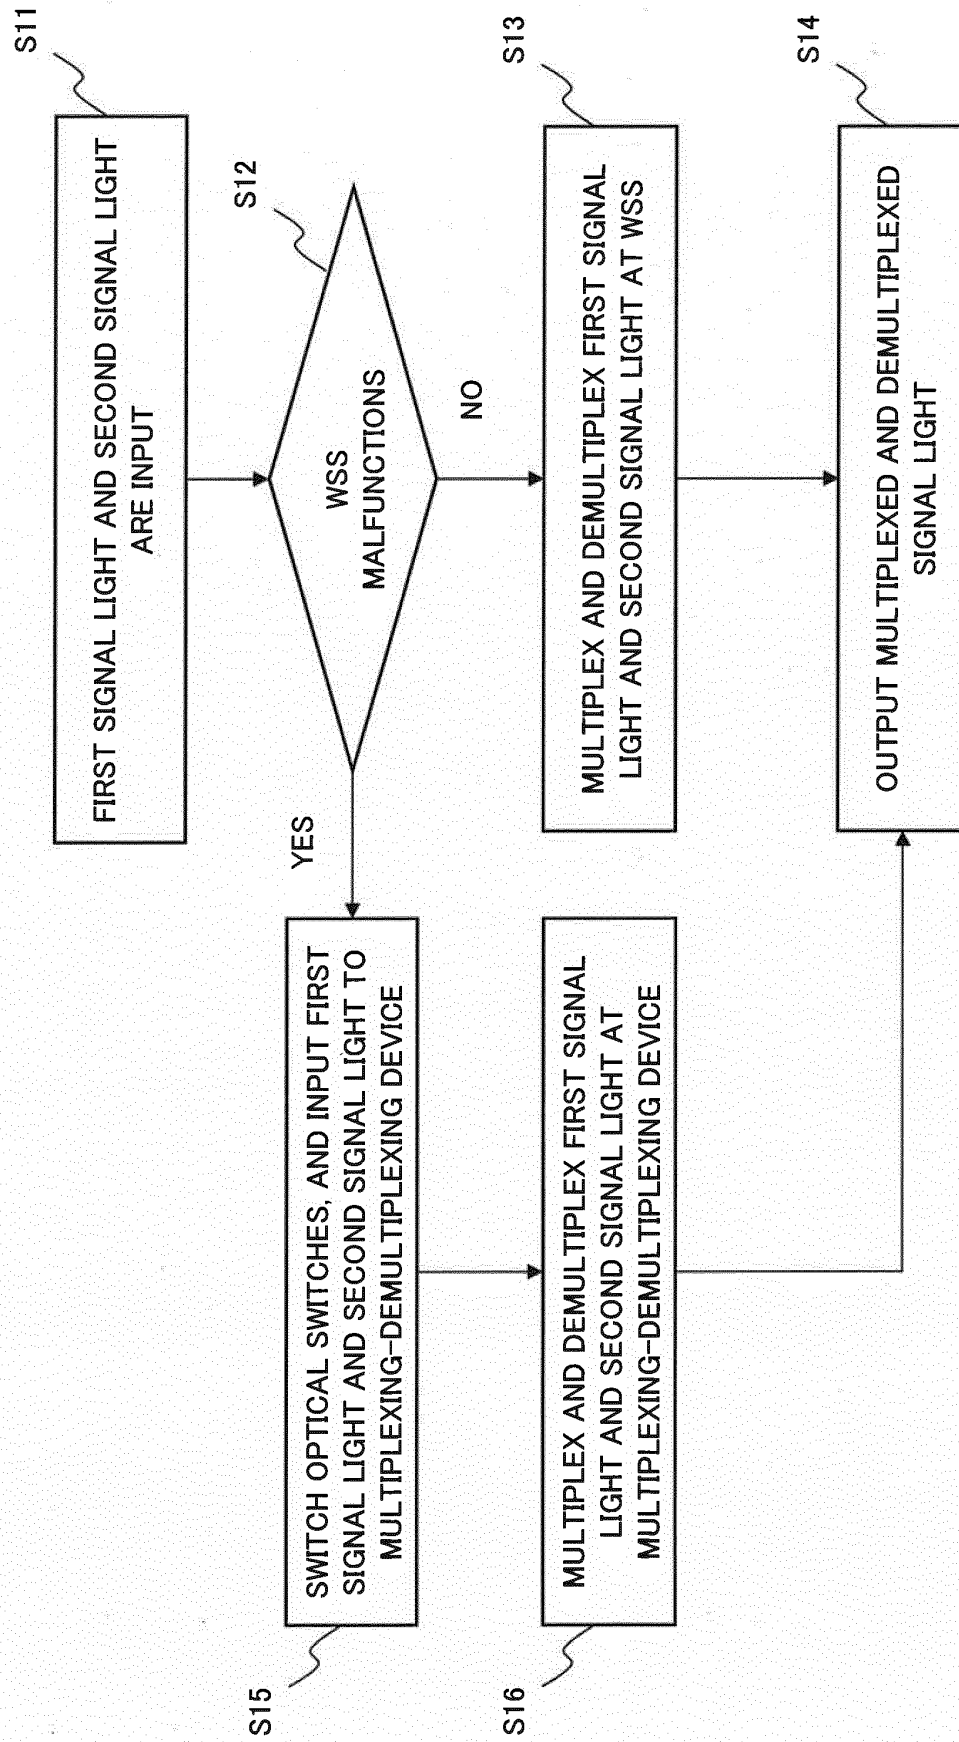 S11
FIRST SIGNAL LIGHT AND SECOND SIGNAL LIGHT
ARE INPUT
S12
WSS
MALFUNCTIONS
YES
NO
S15
SWITCH OPTICAL SWITCHES, AND INPUT FIRST
SIGNAL LIGHT AND SECOND SIGNAL LIGHT TO
MULTIPLEXING-DEMULTIPLEXING DEVICE
S13
MULTIPLEX AND DEMULTIPLEX FIRST SIGNAL
LIGHT AND SECOND SIGNAL LIGHT AT WSS
S16
MULTIPLEX AND DEMULTIPLEX FIRST SIGNAL
LIGHT AND SECOND SIGNAL LIGHT AT
MULTIPLEXING-DEMULTIPLEXING DEVICE
S14
OUTPUT MULTIPLEXED AND DEMULTIPLEXED
SIGNAL LIGHT